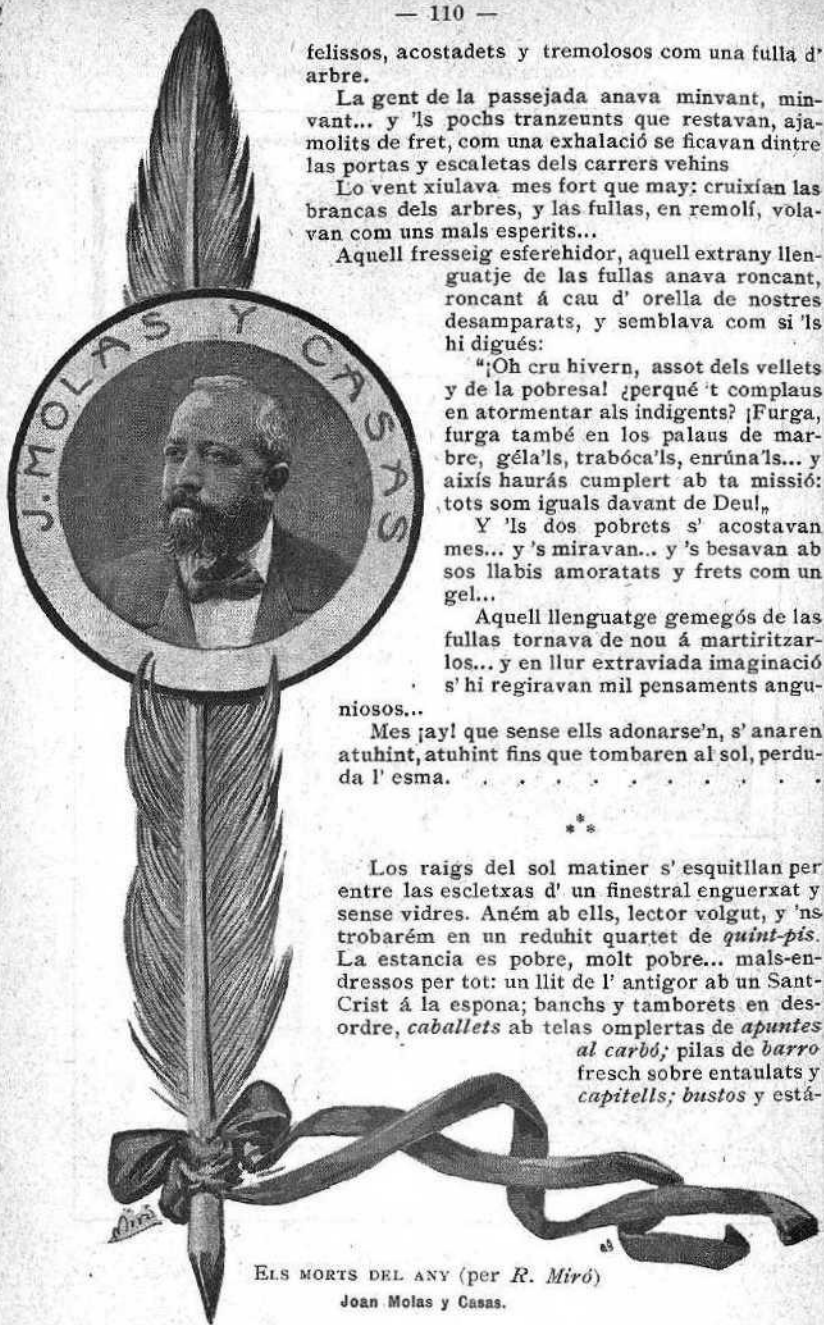 — 110 —
felissos, acostadets y tremolosos com una fulla d'
arbre.
La gent de la passejada anava minvant, min-
vant... y 'ls pochs tranzeunts que restavan, aja-
molits de fret, com una exhalació se ficavan dintre
las portas y escaletas dels carrers vehins
Lo vent xiulava mes fort que may: cruixían las
brancas dels arbres, y las fullas, en remolí, vola-
van com uns mals esperits...
Aquell fresseig esferehidor, aquell extrany llen-
guatje de las fullas anava roncant,
roncant á cau d' orella de nostres
desamparats, y semblava com si 'ls
hi digués:
“¡Oh cru hivern, assot dels vellets
y de la pobresa! ¿perqué 't complaus
en atormentar als indigents? ¡Furga,
furga també en los palaus de mar-
bre, géla'ls, trabóca'ls, enrúna'ls... y
aixís haurás cumplert ab ta missió:
tots som iguals davant de Deu!„
Y 'ls dos pobrets s' acostavan
mes... y 's miravan... y 's besavan ab
sos llabis amoratats y frets com un
gel...
Aquell llenguatge gemegós de las
fullas tornava de nou á martiritzar-
los... y en llur extraviada imaginació
s' hi regiravan mil pensaments angu-
niosos...
Mes ¡ay! que sense ells adonarse'n, s' anaren
atuhint, atuhint fins que tombaren al sol, perdu-
da l' esma. . . . . . . . . . .
* * *
Los raigs del sol matiner s' esquitllan per
entre las escletxas d' un finestral enguerxat y
sense vidres. Aném ab ells, lector volgut, y 'ns
trobarém en un reduhit quartet de quint-pis.
La estancia es pobre, molt pobre... mals-en-
dressos per tot: un llit de l' antigor ab un Sant-
Crist á la espona; banchs y tamborets en des-
ordre, caballets ab telas omplertas de apuntes
al carbó; pilas de barro
fresch sobre entaulats y
capitells; bustos y está-
J. MOLAS Y CASAS
Miró
ELS MORTS DEL ANY (per R. Miró)
Joan Molas y Casas.